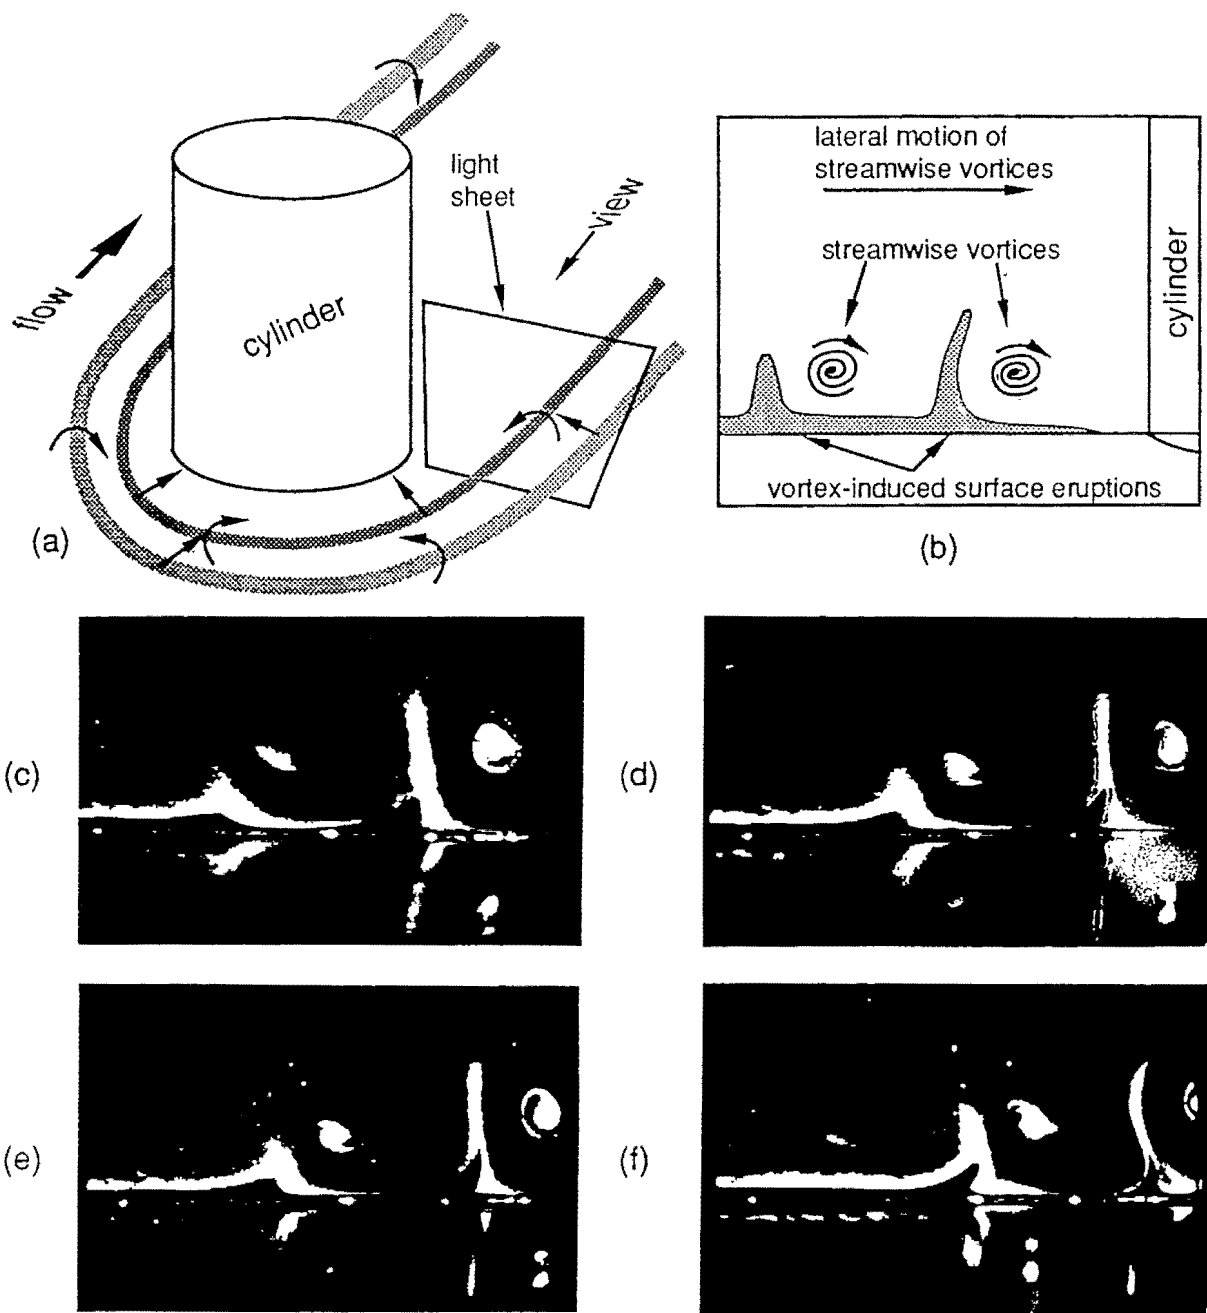 light
sheet
view
flow
cylinder
(a)
lateral motion of
streamwise vortices
streamwise vortices
cylinder
vortex-induced surface eruptions
(b)
(c)
(d)
(e)
(f)